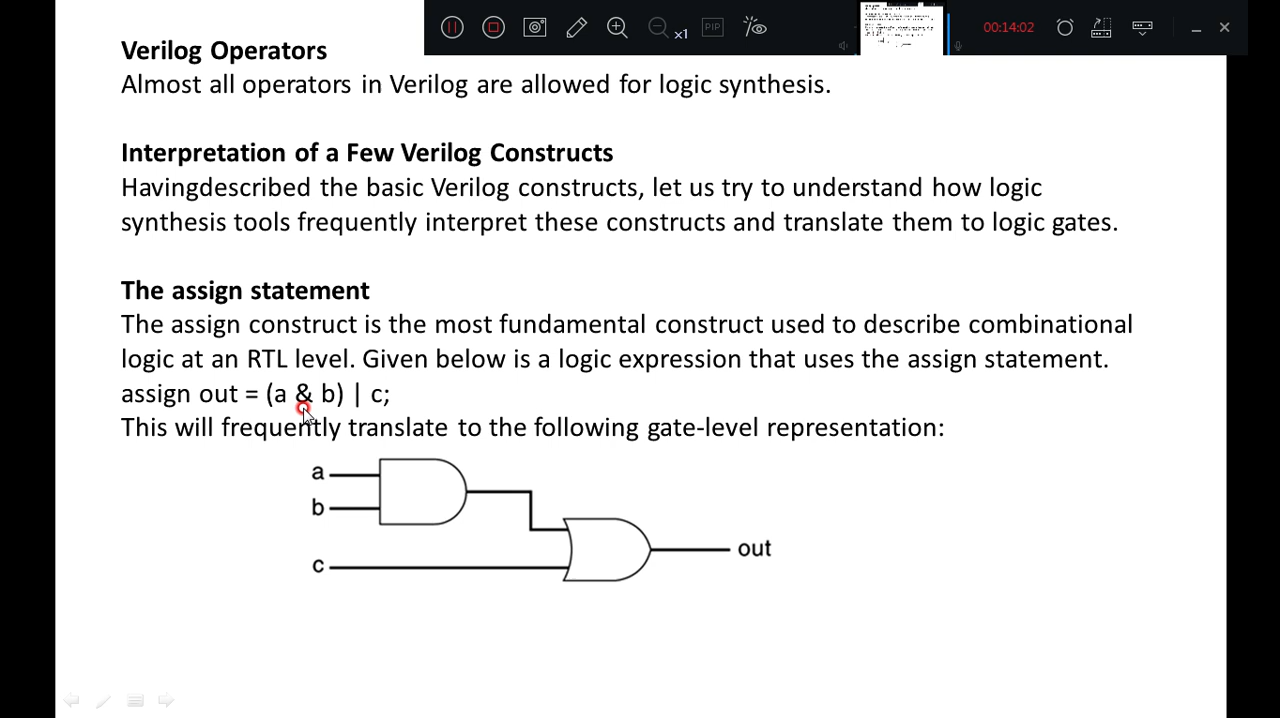 x1
PIP
00:14:02
Verilog Operators
Almost all operators in Verilog are allowed for logic synthesis.
Interpretation of a Few Verilog Constructs
Havingdescribed the basic Verilog constructs, let us try to understand how logic
synthesis tools frequently interpret these constructs and translate them to logic gates.
The assign statement
The assign construct is the most fundamental construct used to describe combinational
logic at an RTL level. Given below is a logic expression that uses the assign statement.
assign out = (a & b) | c;
This will frequently translate to the following gate-level representation:
a
b
c
out